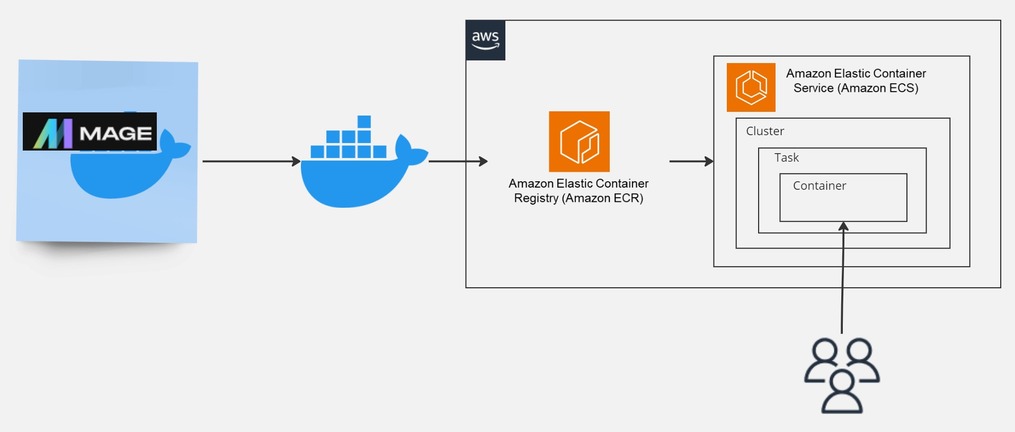 MAGE
aws
Amazon Elastic Container
Registry (Amazon ECR)
Amazon Elastic Container
Service (Amazon ECS)
Cluster
Task
Container